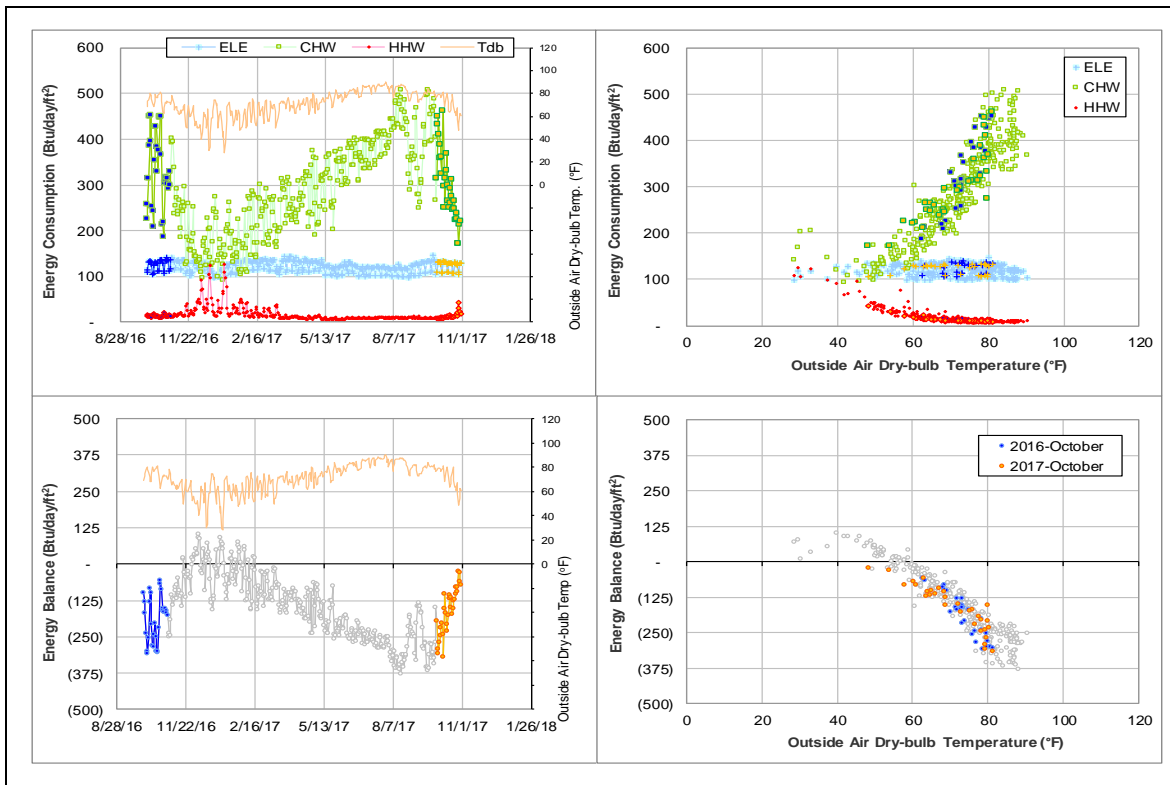 ELE CHW HHW Tdb
600
500
400
300
200
100
-
120
100
80
60
40
20
0
Energy Consumption (Btu/day/ft²)
Outside Air Dry-bulb Temp. (°F)
8/28/16 11/22/16 2/16/17 5/13/17 8/7/17 11/1/17 1/26/18
ELE
CHW
HHW
600
500
400
300
200
100
-
Energy Consumption (Btu/day/ft²)
0 20 40 60 80 100 120
Outside Air Dry-bulb Temperature (°F)
500
375
250
125
-
(125)
(250)
(375)
(500)
120
100
80
60
40
20
0
Energy Balance (Btu/day/ft²)
Outside Air Dry-bulb Temp (°F)
8/28/16 11/22/16 2/16/17 5/13/17 8/7/17 11/1/17 1/26/18
2016-October
2017-October
500
375
250
125
-
(125)
(250)
(375)
(500)
Energy Balance (Btu/day/ft²)
0 20 40 60 80 100 120
Outside Air Dry-bulb Temperature (°F)